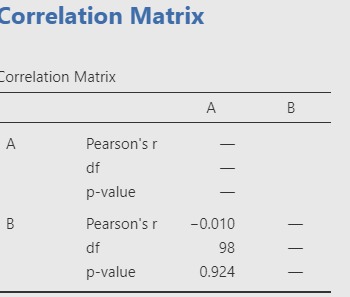 Correlation Matrix
Correlation Matrix
A B
A Pearson's r —
df —
p-value —
B Pearson's r −0.010 —
df 98 —
p-value 0.924 —